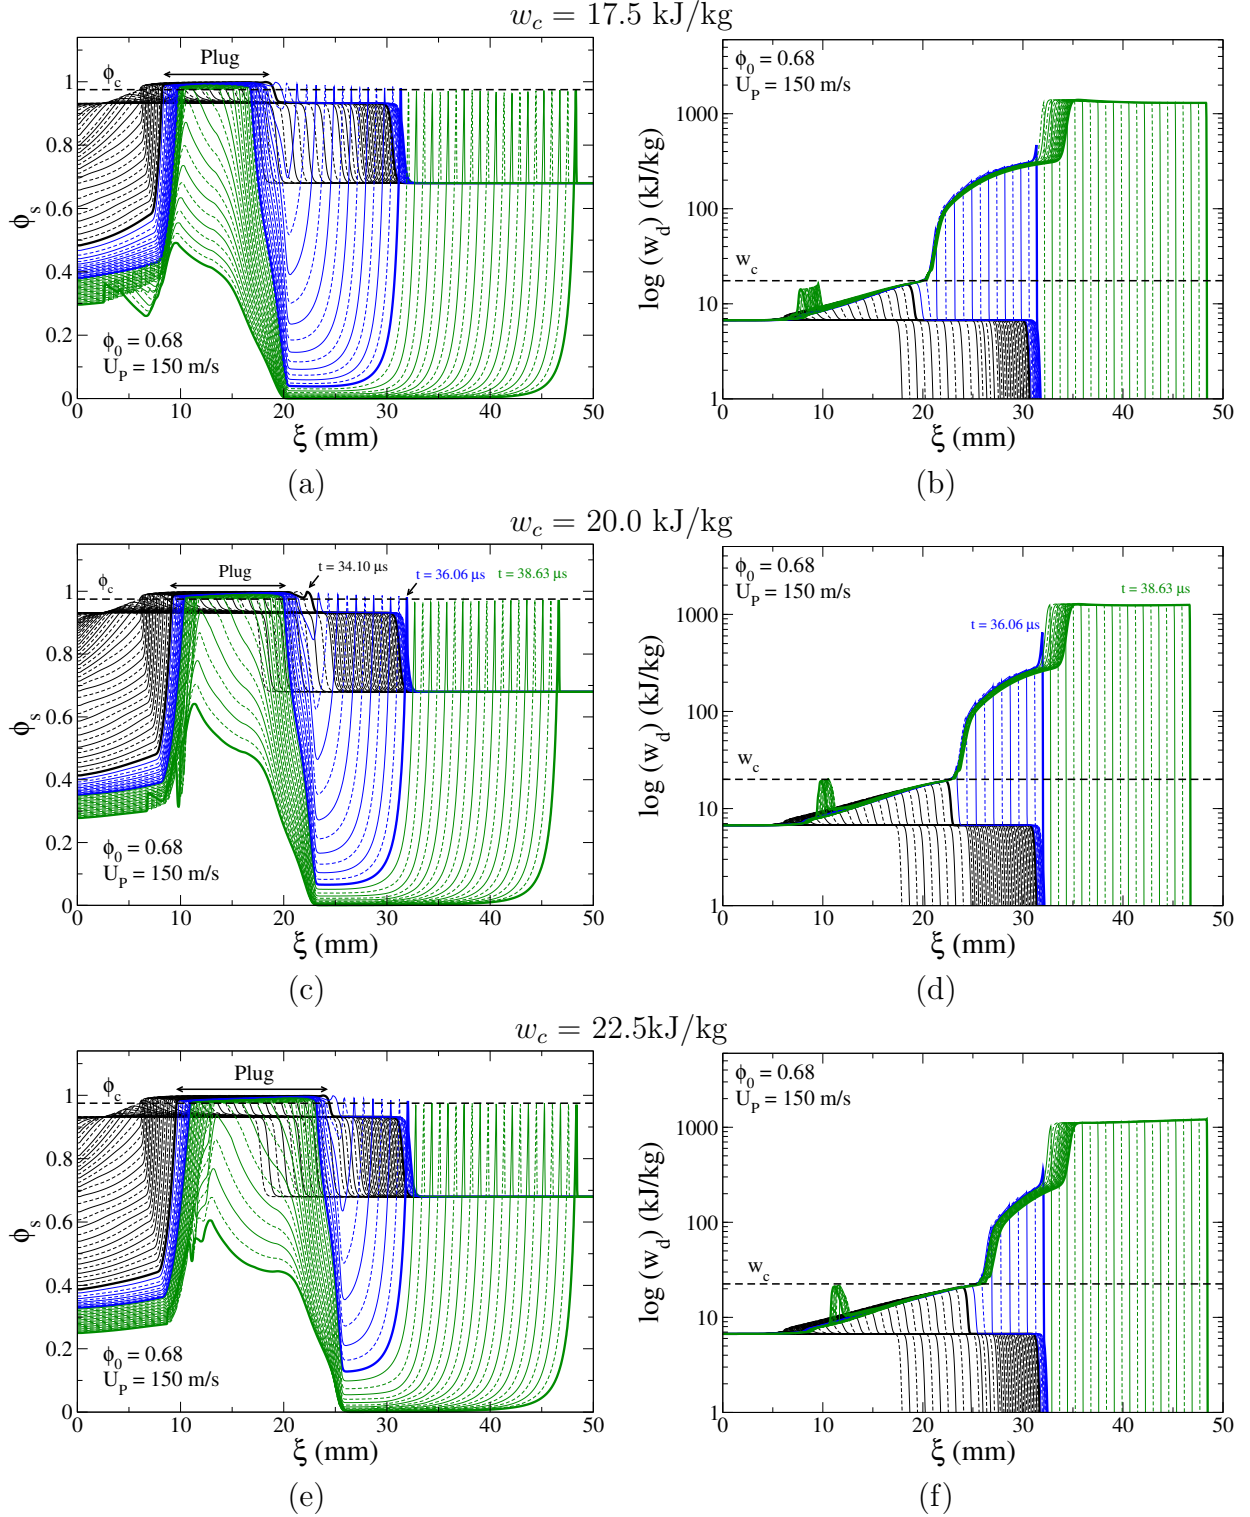 w_c = 17.5 kJ/kg
Plug
ϕ_c
1
0.8
0.6
0.4
0.2
0
ϕ_s
ϕ_0 = 0.68
U_P = 150 m/s
0 10 20 30 40 50
ξ (mm)
(a)
ϕ_0 = 0.68
U_P = 150 m/s
1000
100
10
1
log (w_d) (kJ/kg)
w_c
0 10 20 30 40 50
ξ (mm)
(b)
w_c = 20.0 kJ/kg
Plug
t = 34.10 μs
t = 36.06 μs
t = 38.63 μs
ϕ_c
1
0.8
0.6
0.4
0.2
0
ϕ_s
ϕ_0 = 0.68
U_P = 150 m/s
0 10 20 30 40 50
ξ (mm)
(c)
ϕ_0 = 0.68
U_P = 150 m/s
t = 38.63 μs
t = 36.06 μs
1000
100
10
1
log (w_d) (kJ/kg)
w_c
0 10 20 30 40 50
ξ (mm)
(d)
w_c = 22.5kJ/kg
Plug
ϕ_c
1
0.8
0.6
0.4
0.2
0
ϕ_s
ϕ_0 = 0.68
U_P = 150 m/s
0 10 20 30 40 50
ξ (mm)
(e)
ϕ_0 = 0.68
U_P = 150 m/s
1000
100
10
1
log (w_d) (kJ/kg)
w_c
0 10 20 30 40 50
ξ (mm)
(f)